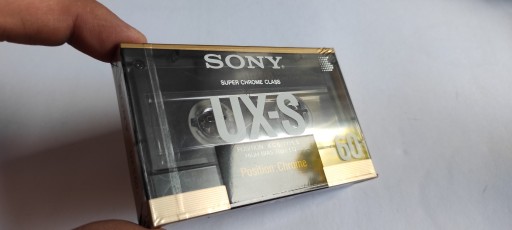 SONY
SUPER CHROME CLASS
UX-S
60
Position Chrome